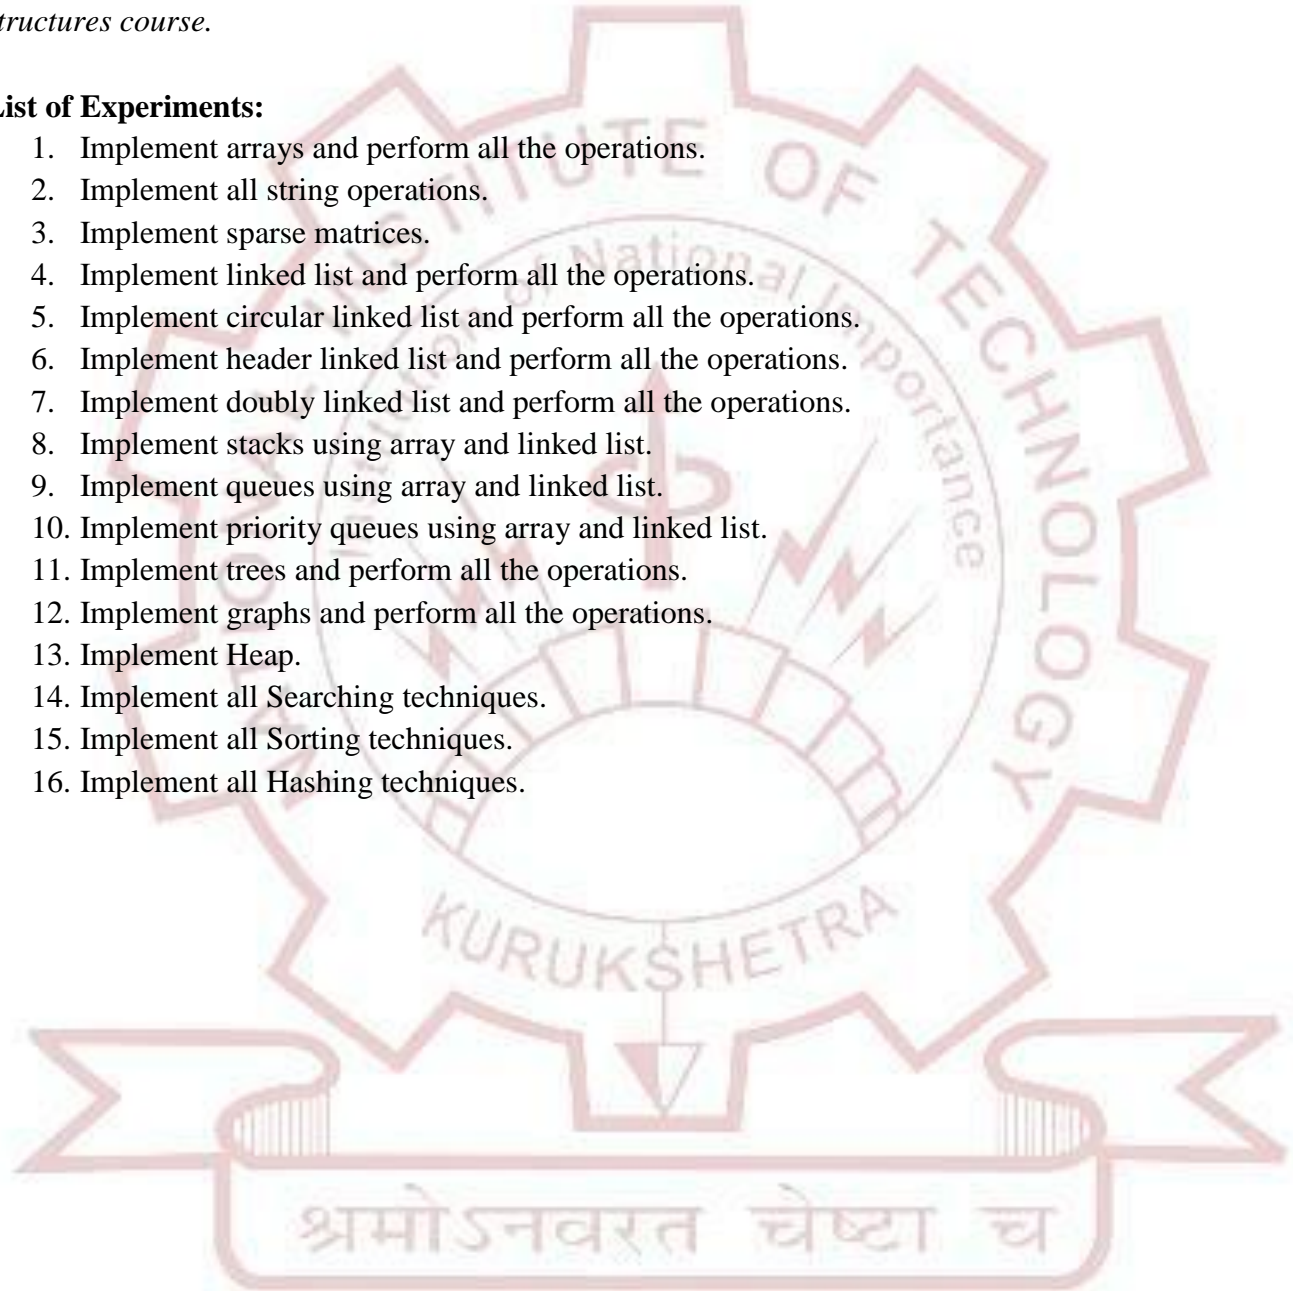 tructures course.
List of Experiments:
1. Implement arrays and perform all the operations.
2. Implement all string operations.
3. Implement sparse matrices.
4. Implement linked list and perform all the operations.
5. Implement circular linked list and perform all the operations.
6. Implement header linked list and perform all the operations.
7. Implement doubly linked list and perform all the operations.
8. Implement stacks using array and linked list.
9. Implement queues using array and linked list.
10. Implement priority queues using array and linked list.
11. Implement trees and perform all the operations.
12. Implement graphs and perform all the operations.
13. Implement Heap.
14. Implement all Searching techniques.
15. Implement all Sorting techniques.
16. Implement all Hashing techniques.
NATIONAL INSTITUTE OF TECHNOLOGY
Institution of National Importance
KURUKSHETRA
श्रमोऽनवरत चेष्टा च